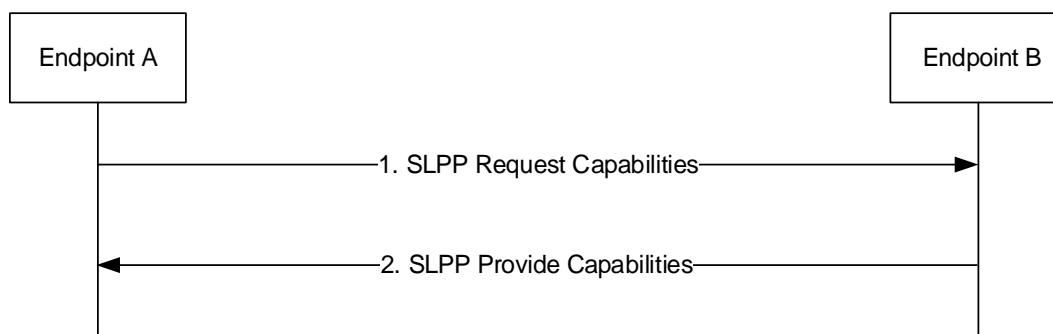 Endpoint A
Endpoint B
1. SLPP Request Capabilities
2. SLPP Provide Capabilities